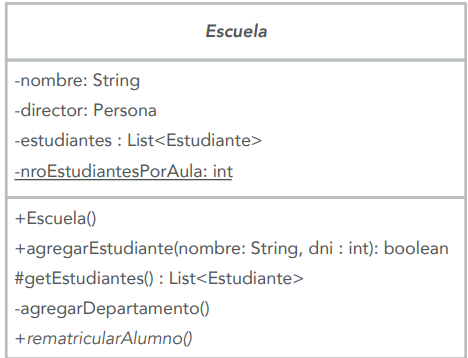 Escuela
-nombre: String
-director: Persona
-estudiantes : List<Estudiante>
-nroEstudiantesPorAula: int
+Escuela()
+agregarEstudiante(nombre: String, dni : int): boolean
#getEstudiantes() : List<Estudiante>
-agregarDepartamento()
+rematricularAlumno()